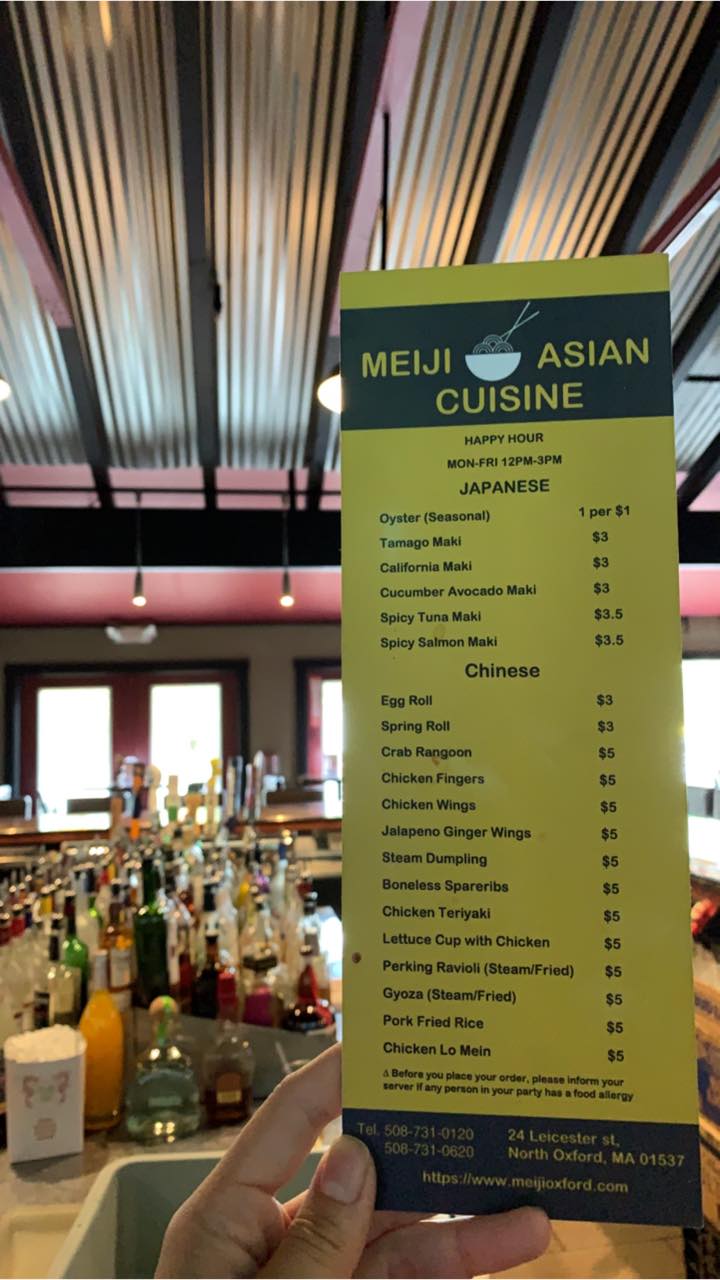 MEIJI ASIAN
CUISINE
HAPPY HOUR
MON-FRI 12PM-3PM
JAPANESE
Oyster (Seasonal) 1 per $1
Tamago Maki $3
California Maki $3
Cucumber Avocado Maki $3
Spicy Tuna Maki $3.5
Spicy Salmon Maki $3.5
Chinese
Egg Roll $3
Spring Roll $3
Crab Rangoon $5
Chicken Fingers $5
Chicken Wings $5
Jalapeno Ginger Wings $5
Steam Dumpling $5
Boneless Spareribs $5
Chicken Teriyaki $5
Lettuce Cup with Chicken $5
Perking Ravioli (Steam/Fried) $5
Gyoza (Steam/Fried) $5
Pork Fried Rice $5
Chicken Lo Mein $5
Δ Before you place your order, please inform your
server if any person in your party has a food allergy
Tel. 508-731-0120 24 Leicester st,
508-731-0620 North Oxford, MA 01537
https://www.meijioxford.com